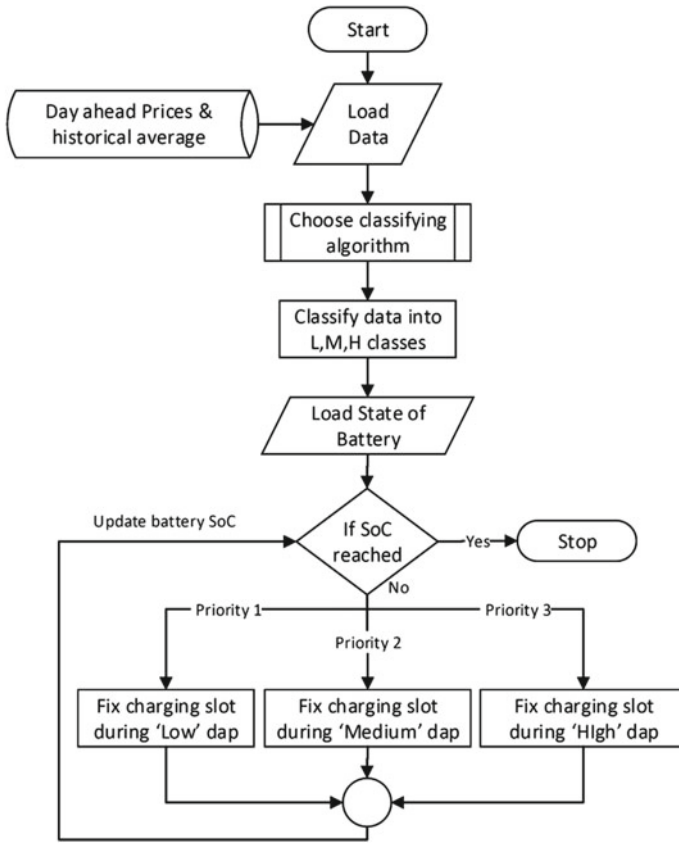 Start
Day ahead Prices &
historical average
Load
Data
Choose classifying
algorithm
Classify data into
L,M,H classes
Load State of
Battery
Update battery SoC
If SoC
reached
Yes
Stop
No
Priority 1
Priority 2
Priority 3
Fix charging slot
during ‘Low’ dap
Fix charging slot
during ‘Medium’ dap
Fix charging slot
during ‘HIgh’ dap